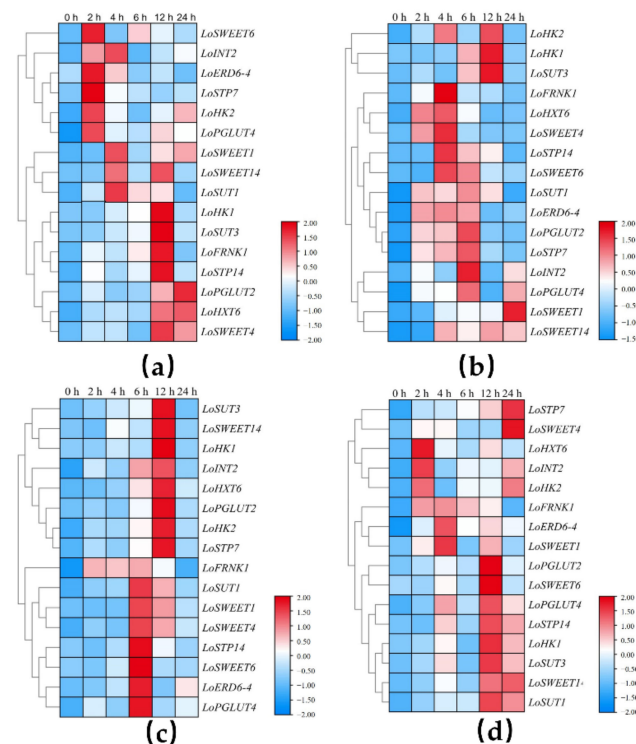 0 h 2 h 4 h 6 h 12 h 24 h
LoSWEET6
LoINT2
LoERD6-4
LoSTP7
LoHK2
LoPGLUT4
LoSWEET1
LoSWEET14
LoSUT1
LoHK1
LoSUT3
LoFRNK1
LoSTP14
LoPGLUT2
LoHXT6
LoSWEET4
2.00
1.50
1.00
0.50
0.00
-0.50
-1.00
-1.50
-2.00
(a)
0 h 2 h 4 h 6 h 12 h 24 h
LoHK2
LoHK1
LoSUT3
LoFRNK1
LoHXT6
LoSWEET4
LoSTP14
LoSWEET6
LoSUT1
LoERD6-4
LoPGLUT2
LoSTP7
LoINT2
LoPGLUT4
LoSWEET1
LoSWEET14
2.00
1.50
1.00
0.50
0.00
-0.50
-1.00
-1.5
(b)
0 h 2 h 4 h 6 h 12 h 24 h
LoSUT3
LoSWEET14
LoHK1
LoINT2
LoHXT6
LoPGLUT2
LoHK2
LoSTP7
LoFRNK1
LoSUT1
LoSWEET1
LoSWEET4
LoSTP14
LoSWEET6
LoERD6-4
LoPGLUT4
2.00
1.50
1.00
0.50
0.00
-0.50
-1.00
-1.50
-2.00
(c)
0 h 2 h 4 h 6 h 12 h 24 h
LoSTP7
LoSWEET4
LoHXT6
LoINT2
LoHK2
LoFRNK1
LoERD6-4
LoSWEET1
LoPGLUT2
LoSWEET6
LoPGLUT4
LoSTP14
LoHK1
LoSUT3
LoSWEET14
LoSUT1
2.00
1.50
1.00
0.50
0.00
-0.50
-1.00
-1.50
-2.00
(d)